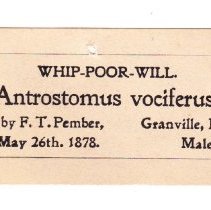 WHIP-POOR-WILL.
Antrostomus vociferus
by F. T. Pember, Granville,
May 26th. 1878. Male